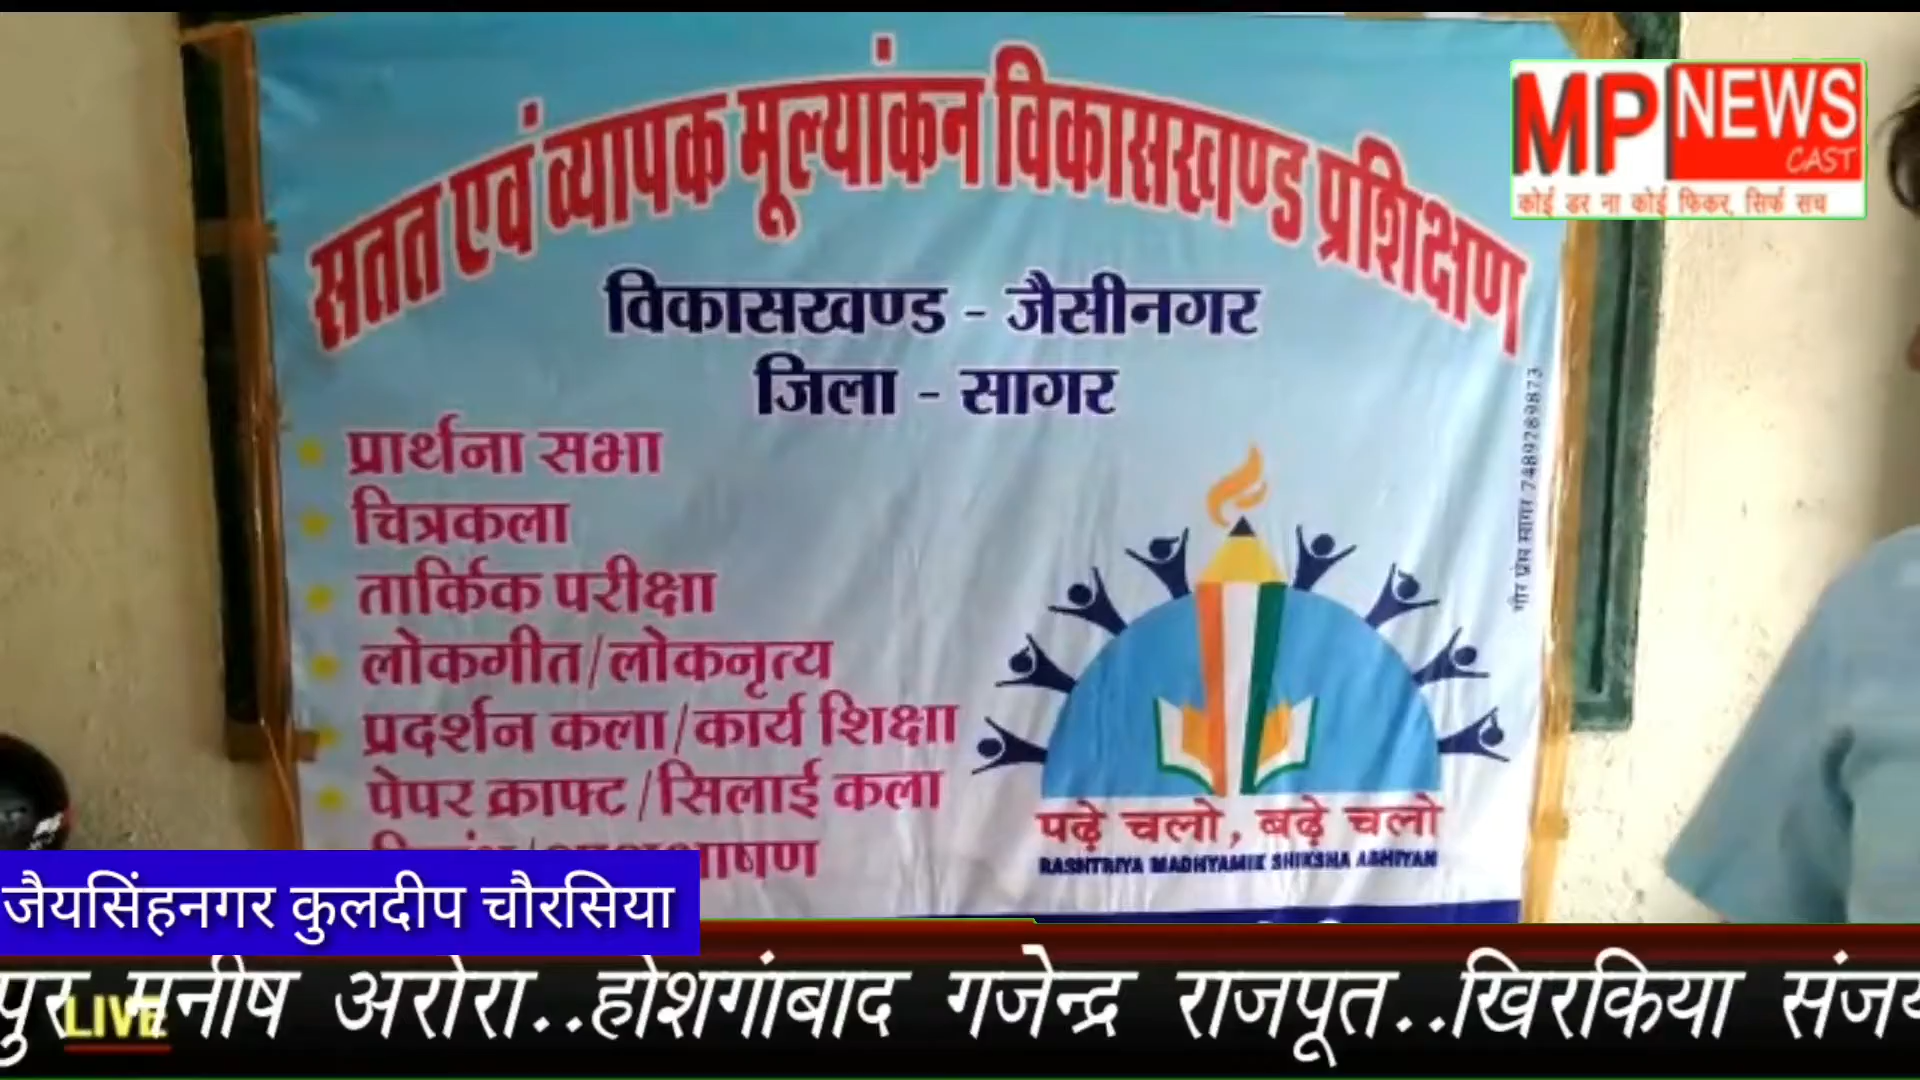 सतत एवं व्यापक मूल्यांकन विकासखण्ड प्रशिक्षण
MP NEWS
CAST
कोई डर ना कोई फिकर, सिर्फ सच
विकासखण्ड - जैसीनगर
जिला - सागर
प्रार्थना सभा
चित्रकला
तार्किक परीक्षा
लोकगीत/लोकनृत्य
प्रदर्शन कला/कार्य शिक्षा
पेपर क्राफ्ट/सिलाई कला
7489289873
पढ़े चलो, बढ़े चलो
RASHTRIYA MADHYAMIK SHIKSHA ABHIYAN
जैयसिंहनगर कुलदीप चौरसिया
LIVE
पुर मनीष अरोरा..होशगांबाद गजेन्द्र राजपूत..खिरकिया संजय